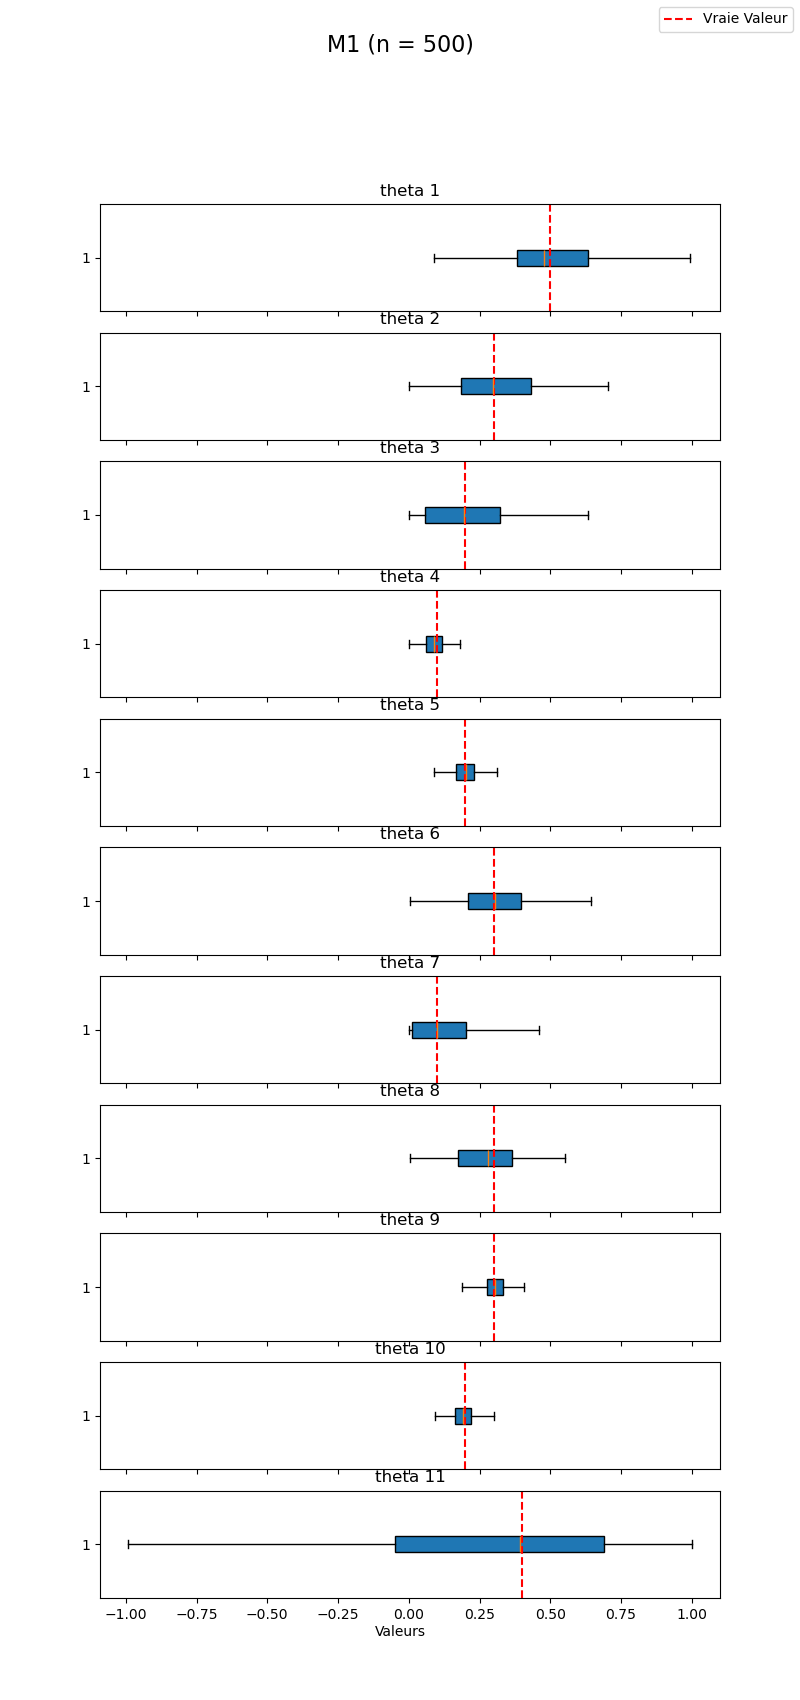 Vraie Valeur
M1 (n = 500)
theta 1
1
theta 2
1
theta 3
1
theta 4
1
theta 5
1
theta 6
1
theta 7
1
theta 8
1
theta 9
1
theta 10
1
theta 11
1
−1.00 −0.75 −0.50 −0.25 0.00 0.25 0.50 0.75 1.00
Valeurs